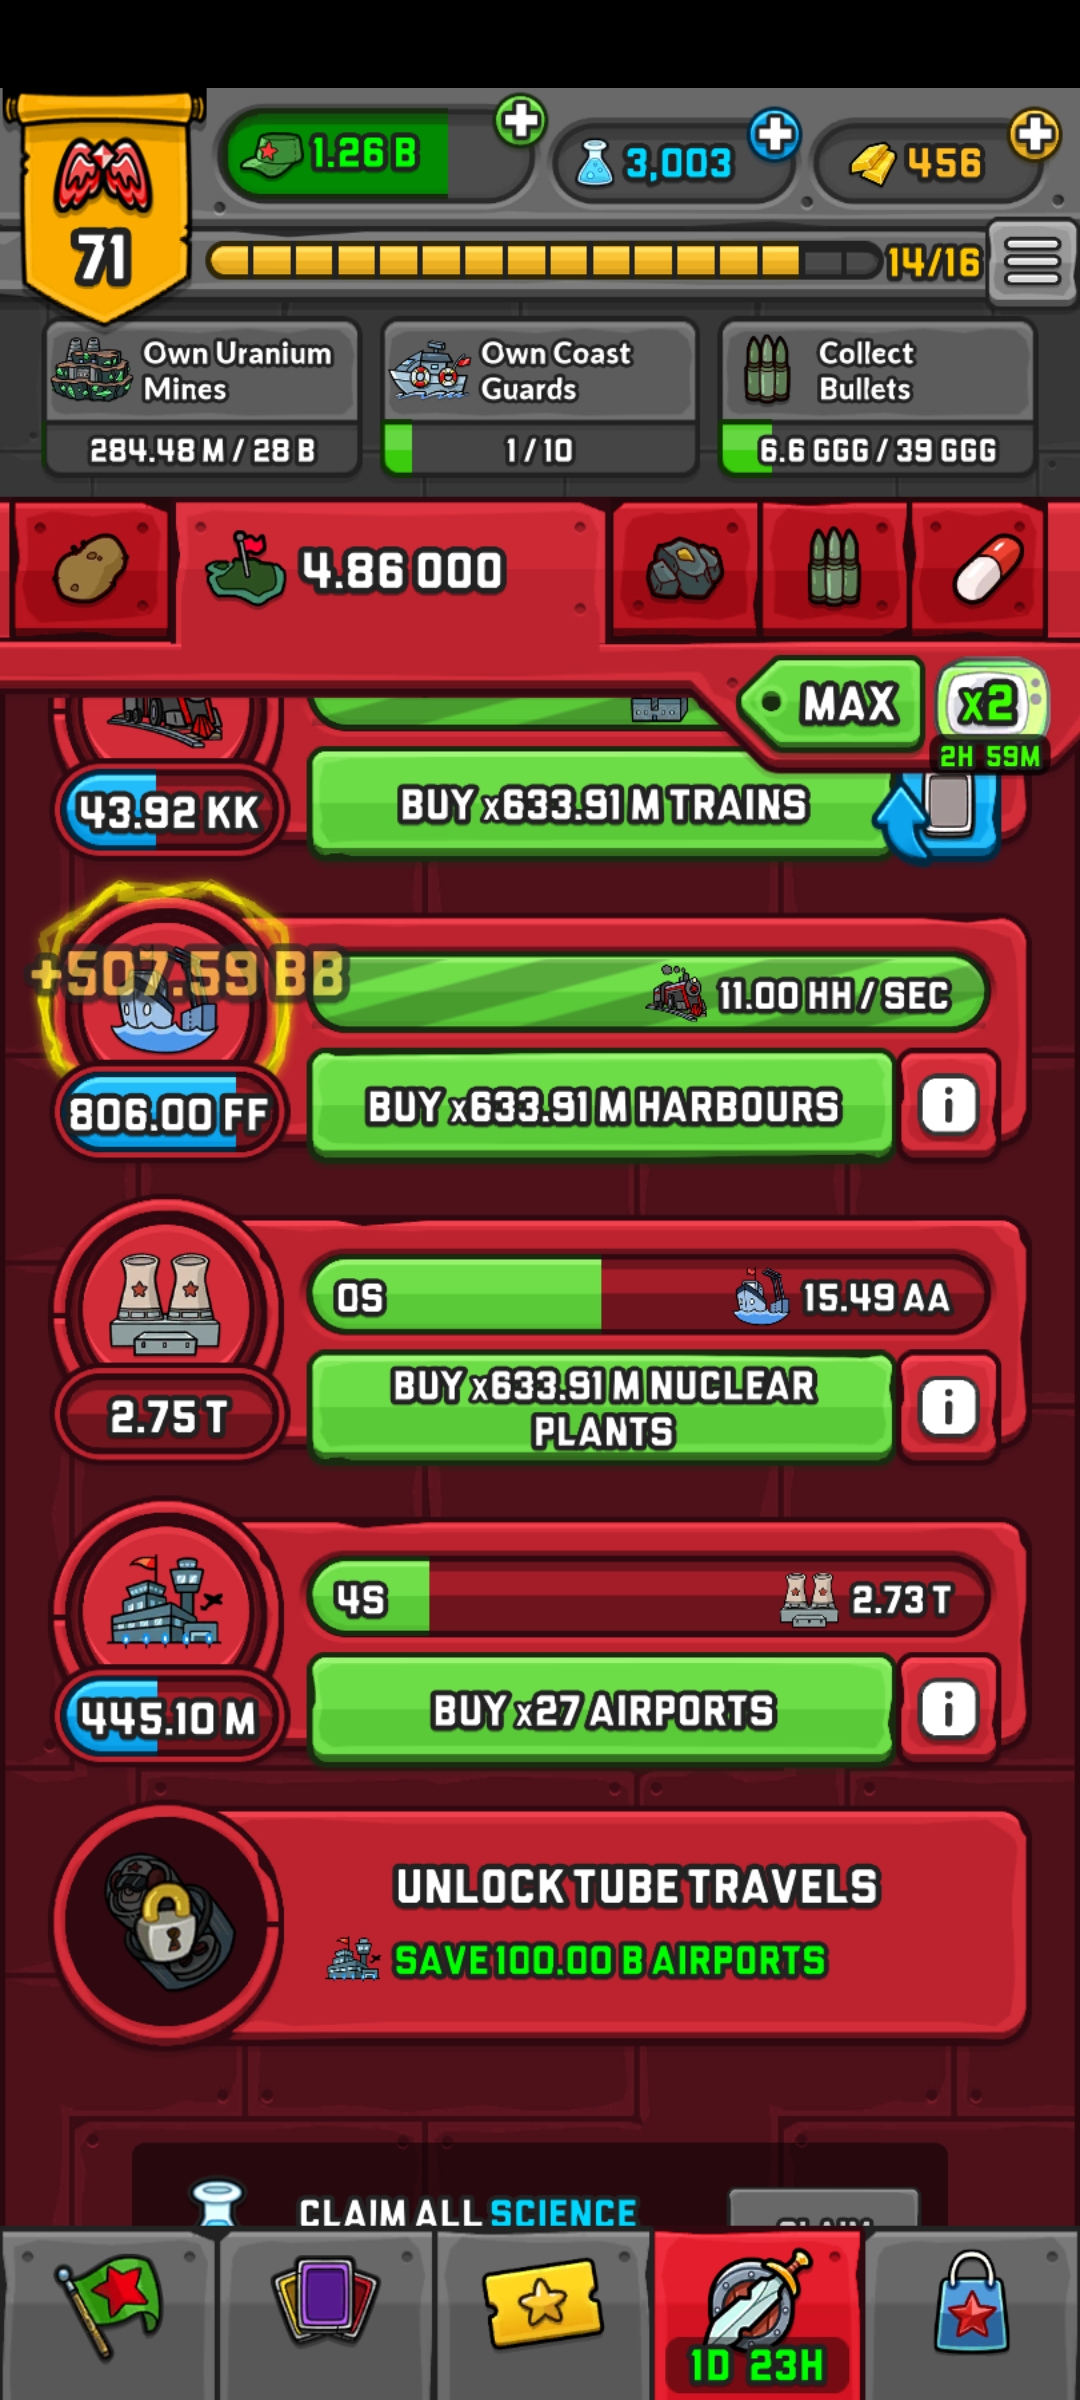 1.26 B
3,003
456
71
14/16
Own Uranium
Mines
284.48 M / 28 B
Own Coast
Guards
1 / 10
Collect
Bullets
6.6 GGG / 39 GGG
4.86 OOO
MAX
x2
2H 59M
43.92 KK
BUY x633.91 M TRAINS
+507.59 BB
11.00 HH / SEC
806.00 FF
BUY x633.91 M HARBOURS
0S
15.49 AA
2.75 T
BUY x633.91 M NUCLEAR
PLANTS
4S
2.73 T
445.10 M
BUY x27 AIRPORTS
UNLOCK TUBE TRAVELS
SAVE 100.00 B AIRPORTS
CLAIM ALL SCIENCE
CLAIM
1D 23H